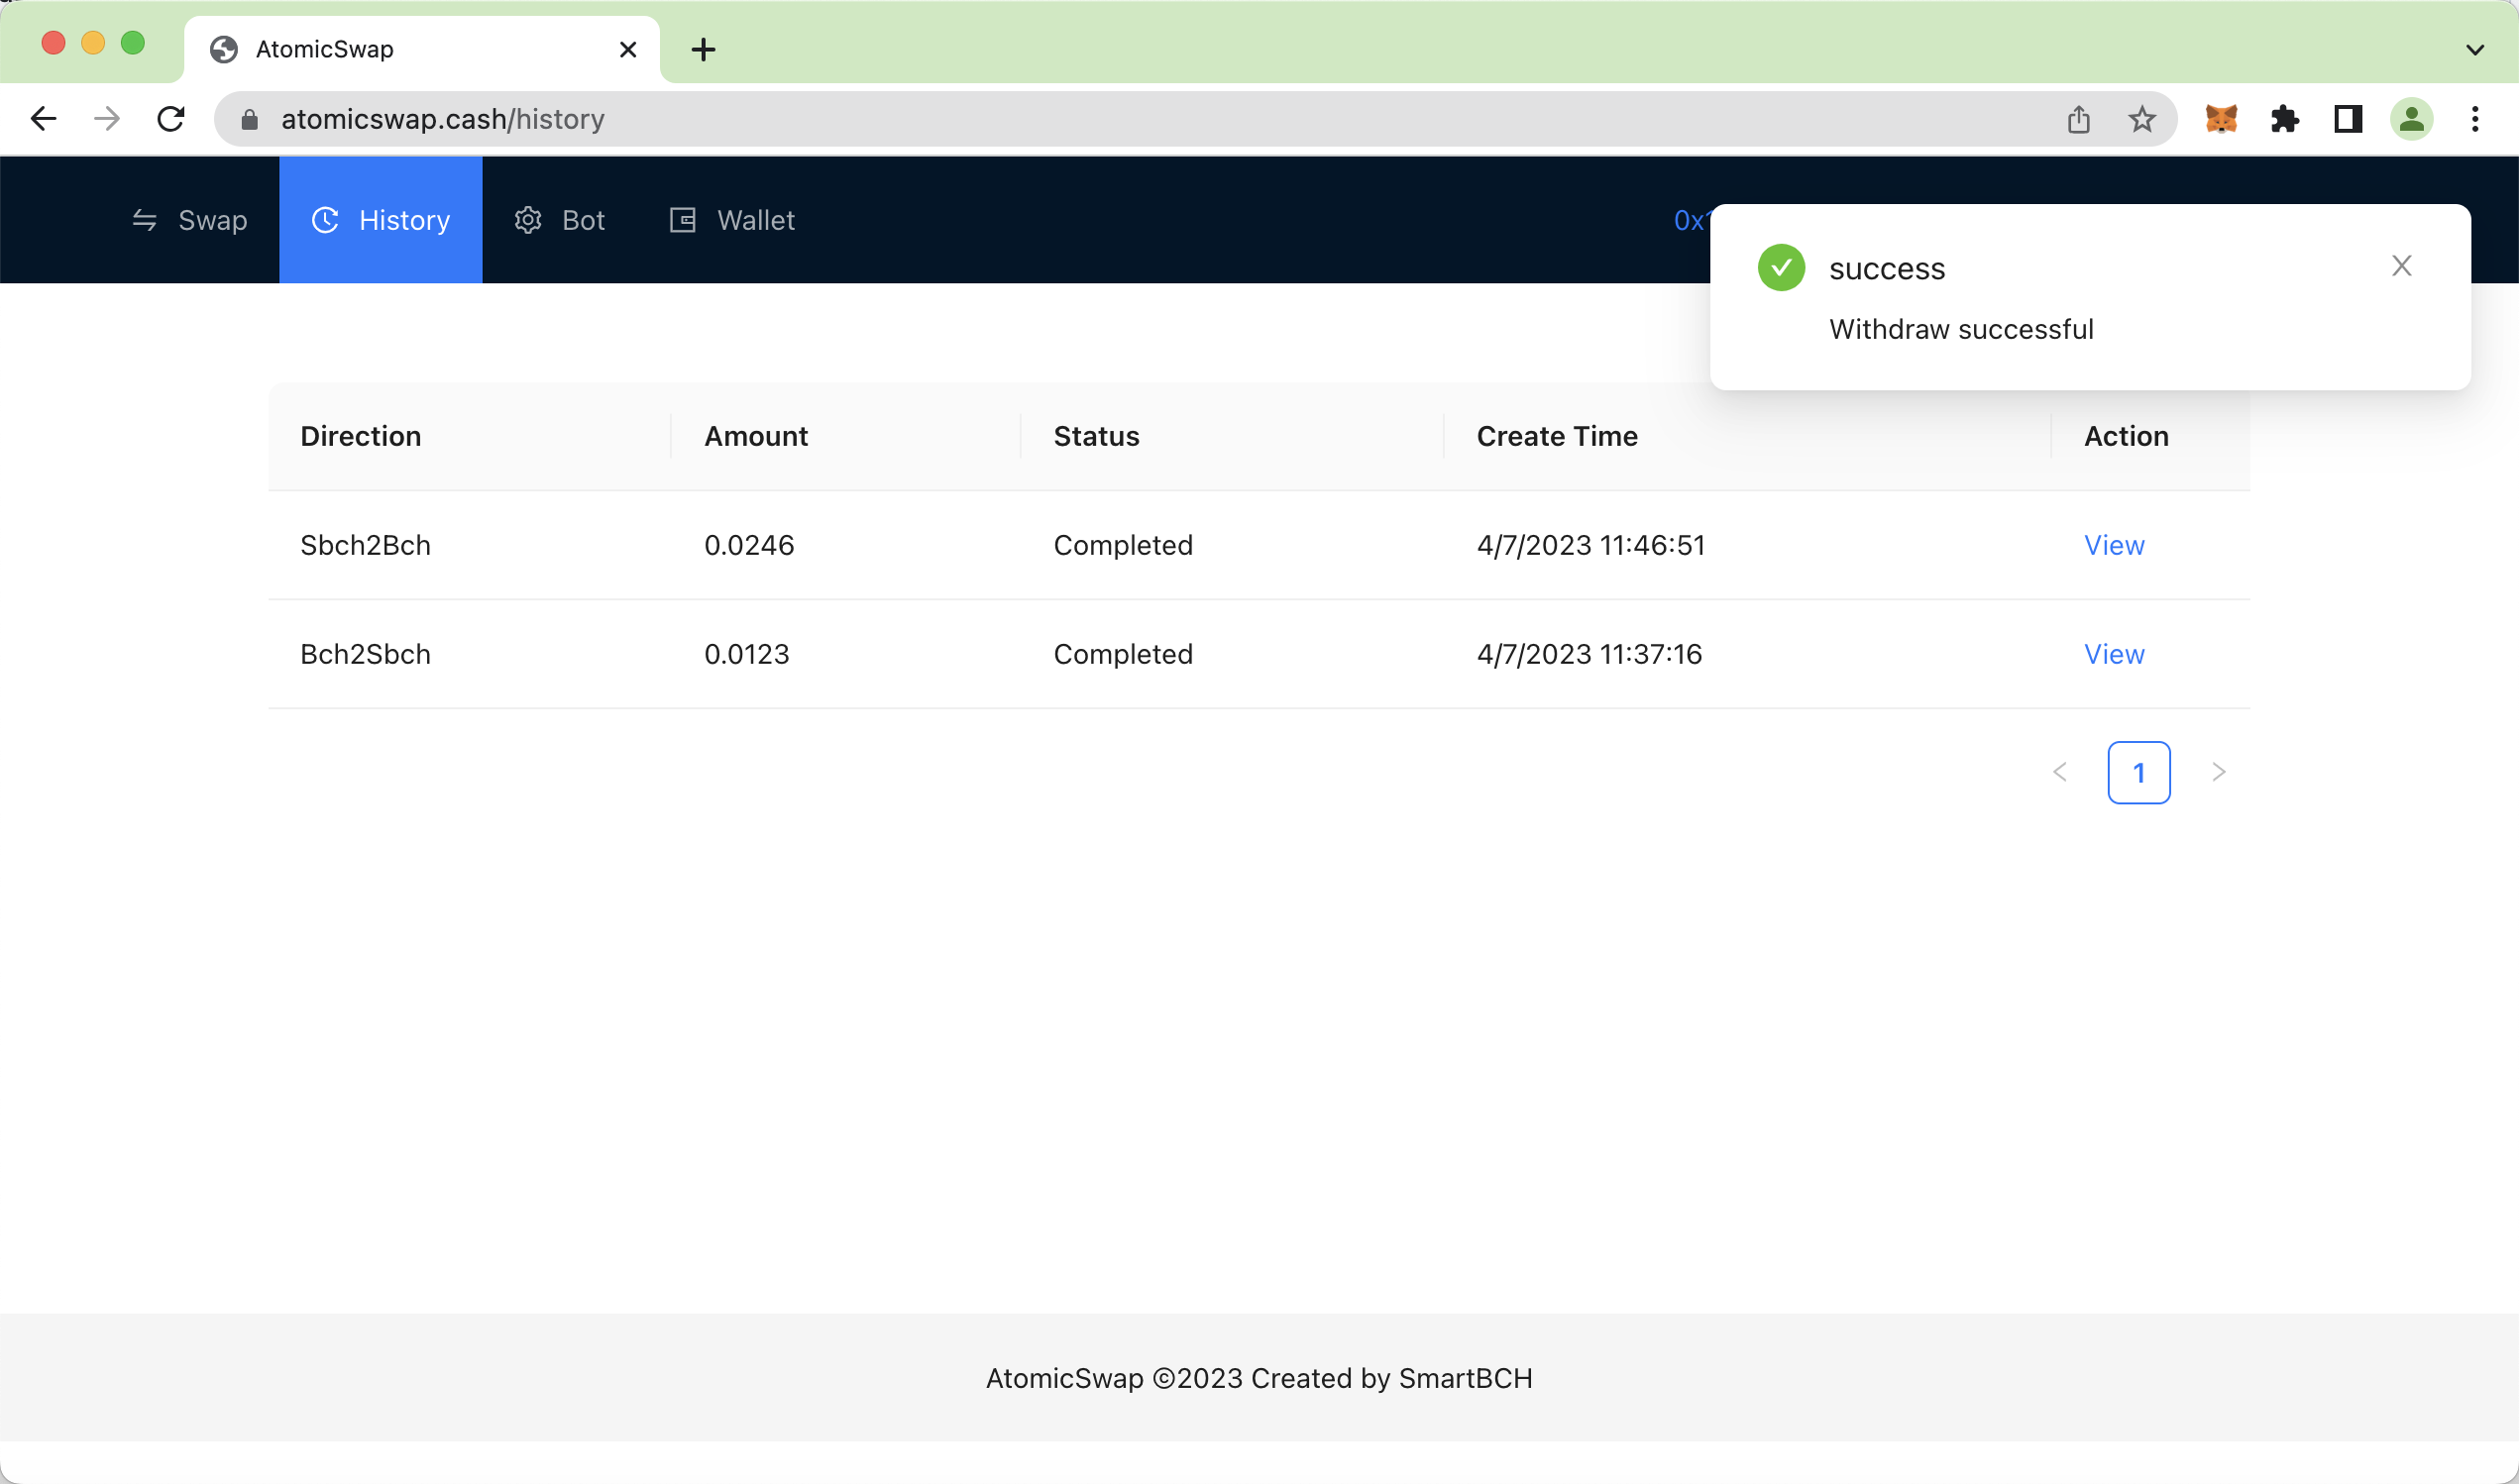 AtomicSwap
atomicswap.cash/history
Swap History Bot Wallet
success
Withdraw successful
Direction Amount Status Create Time Action
Sbch2Bch 0.0246 Completed 4/7/2023 11:46:51 View
Bch2Sbch 0.0123 Completed 4/7/2023 11:37:16 View
1
AtomicSwap ©2023 Created by SmartBCH